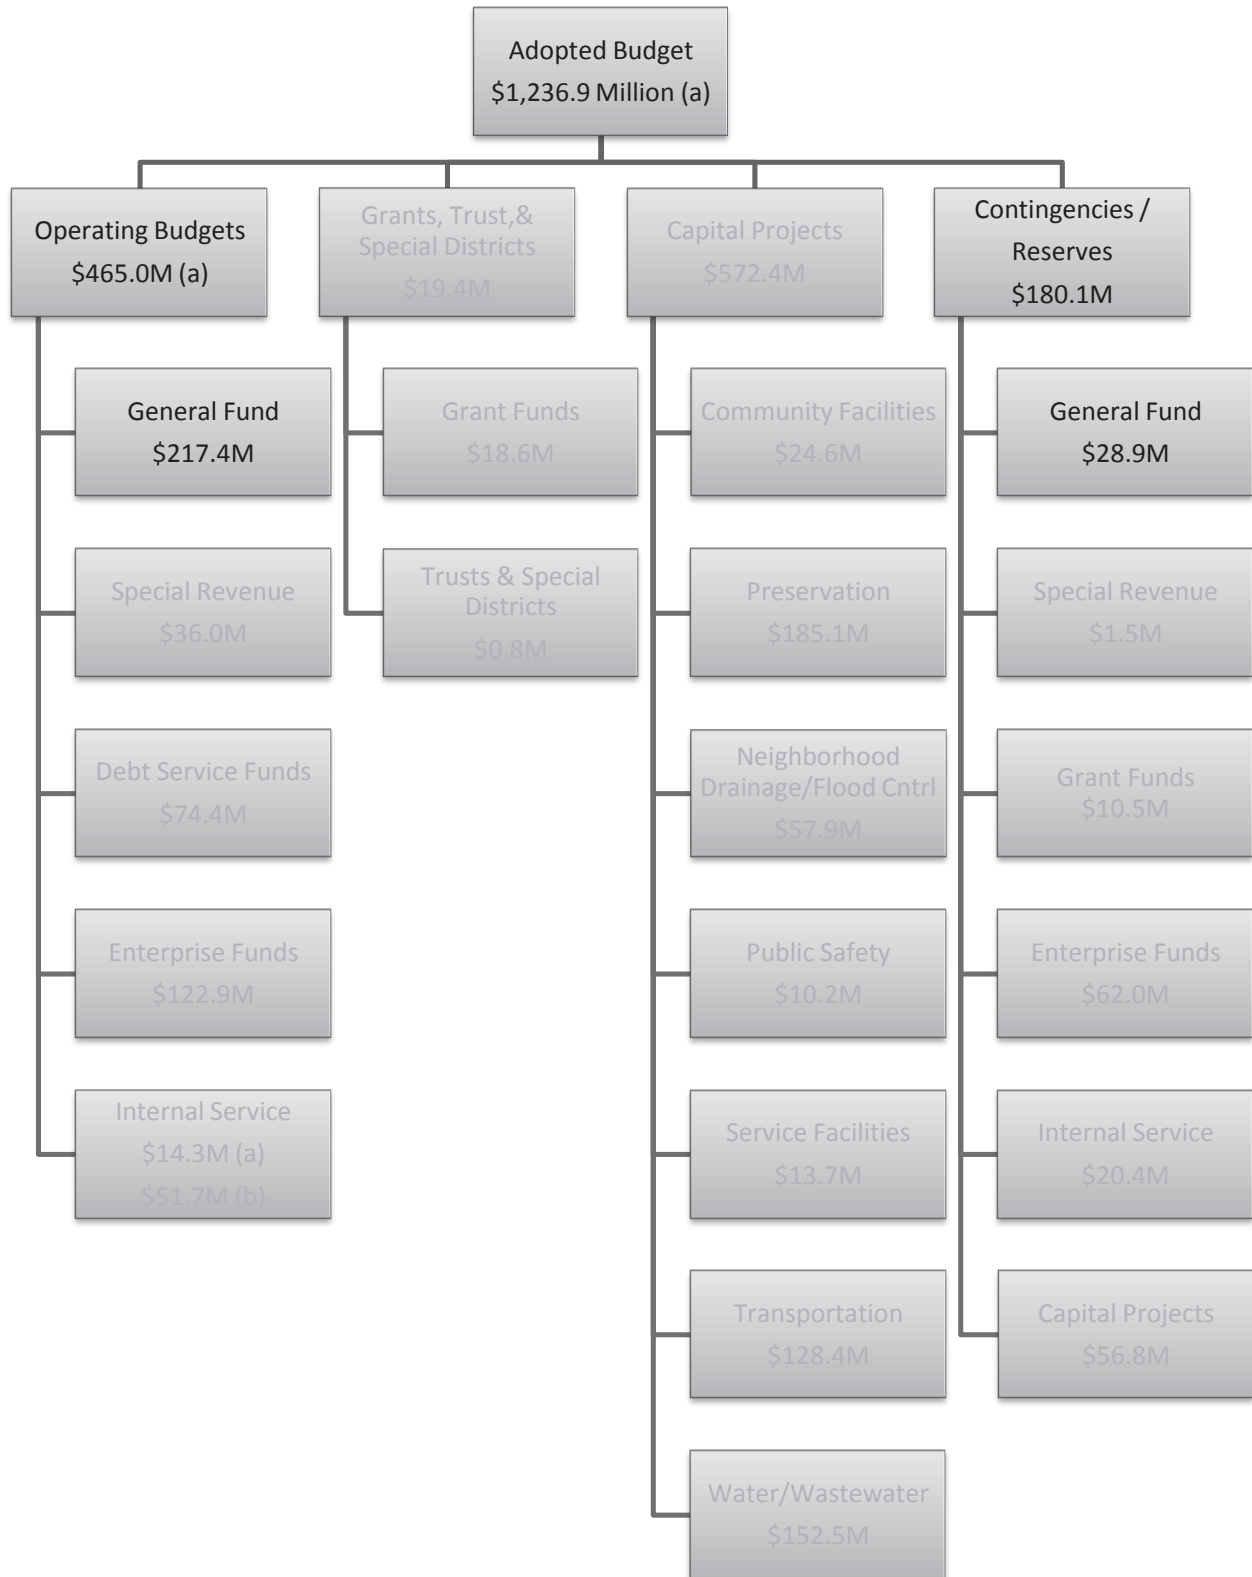 Adopted Budget
$1,236.9 Million (a)
Operating Budgets
$465.0M (a)
Grants, Trust,&
Special Districts
$19.4M
Capital Projects
$572.4M
Contingencies /
Reserves
$180.1M
General Fund
$217.4M
Special Revenue
$36.0M
Debt Service Funds
$74.4M
Enterprise Funds
$122.9M
Internal Service
$14.3M (a)
$51.7M (b)
Grant Funds
$18.6M
Trusts & Special
Districts
$0.8M
Community Facilities
$24.6M
Preservation
$185.1M
Neighborhood
Drainage/Flood Cntrl
$57.9M
Public Safety
$10.2M
Service Facilities
$13.7M
Transportation
$128.4M
Water/Wastewater
$152.5M
General Fund
$28.9M
Special Revenue
$1.5M
Grant Funds
$10.5M
Enterprise Funds
$62.0M
Internal Service
$20.4M
Capital Projects
$56.8M